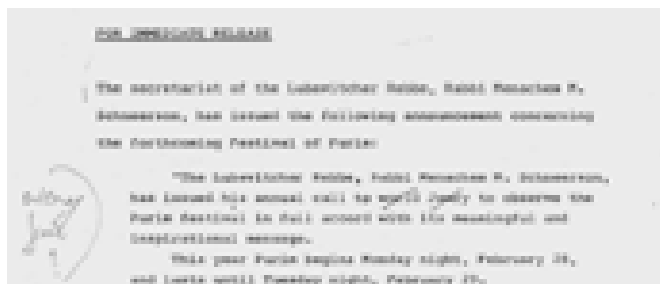 FOR IMMEDIATE RELEASE
The secretariat of the Lubavitcher Rebbe, Rabbi Menachem M.
Schneerson, has issued the following announcement concerning
the forthcoming festival of Purim:
"The Lubavitcher Rebbe, Rabbi Menachem M. Schneerson,
has issued his annual call to to observe the
Purim festival in full accord with its meaningful and
inspirational message.
This year Purim begins Monday night, February
and lasts until Tuesday night, February